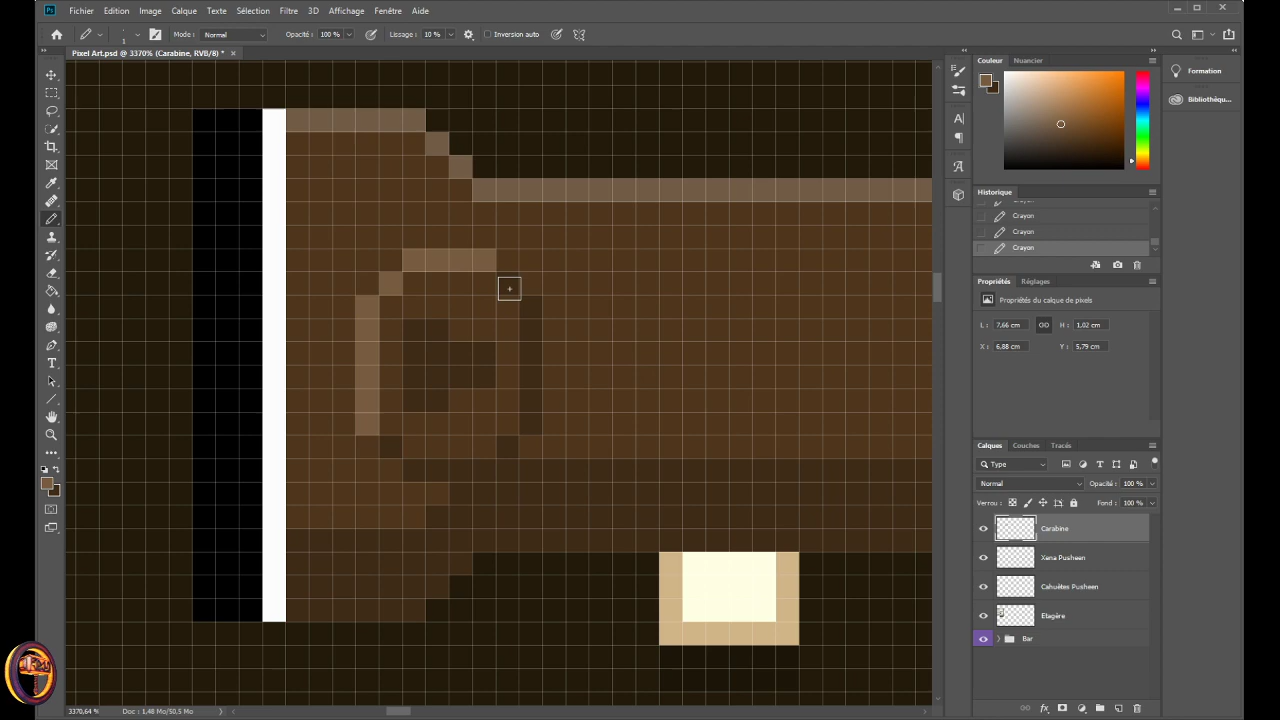 Ps Fichier Edition Image Calque Texte Sélection Filtre 3D Affichage Fenêtre Aide
1 Mode : Normal Opacité : 100 % Lissage : 10 % Inversion auto
Pixel Art.psd @ 3370% (Carabine, RVB/8) * ×
Couleur Nuancier
Formation
Bibliothèqu...
Historique
Crayon
Crayon
Crayon
Propriétés Réglages
Propriétés du calque de pixels
L : 7,66 cm H : 1,02 cm
X : 6,88 cm Y : 5,79 cm
Calques Couches Tracés
Type
Normal Opacité : 100 %
Verrou : Fond : 100 %
Carabine
Xena Pusheen
Cahuètes Pusheen
Etagère
Bar
3370,64 % Doc : 1,48 Mo/50,5 Mo